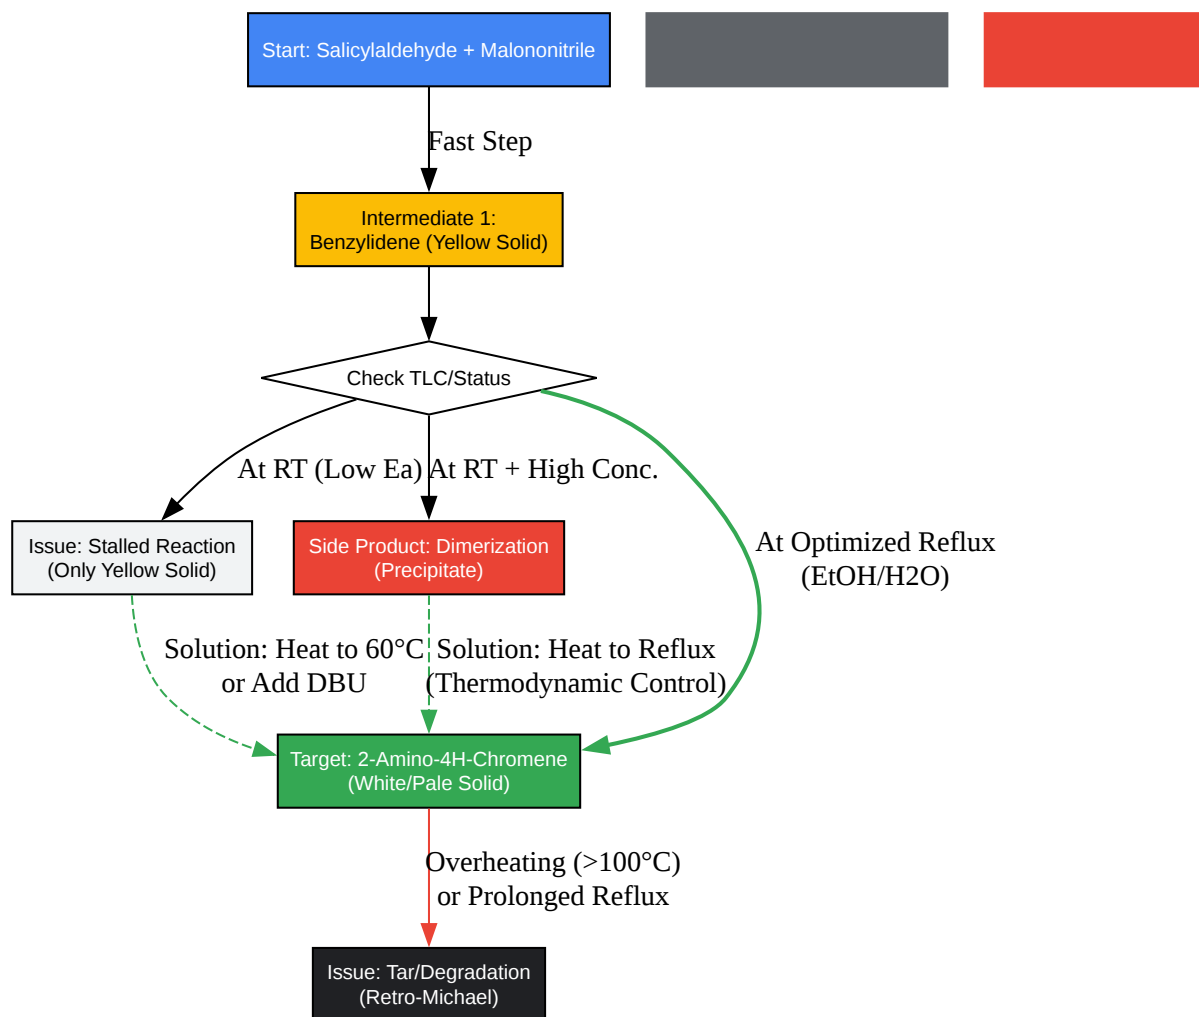 Start: Salicylaldehyde + Malononitrile
Fast Step
Intermediate 1:
Benzylidene (Yellow Solid)
Check TLC/Status
At RT (Low Ea)
At RT + High Conc.
At Optimized Reflux
(EtOH/H2O)
Issue: Stalled Reaction
(Only Yellow Solid)
Side Product: Dimerization
(Precipitate)
Solution: Heat to 60°C
or Add DBU
Solution: Heat to Reflux
(Thermodynamic Control)
Target: 2-Amino-4H-Chromene
(White/Pale Solid)
Overheating (>100°C)
or Prolonged Reflux
Issue: Tar/Degradation
(Retro-Michael)